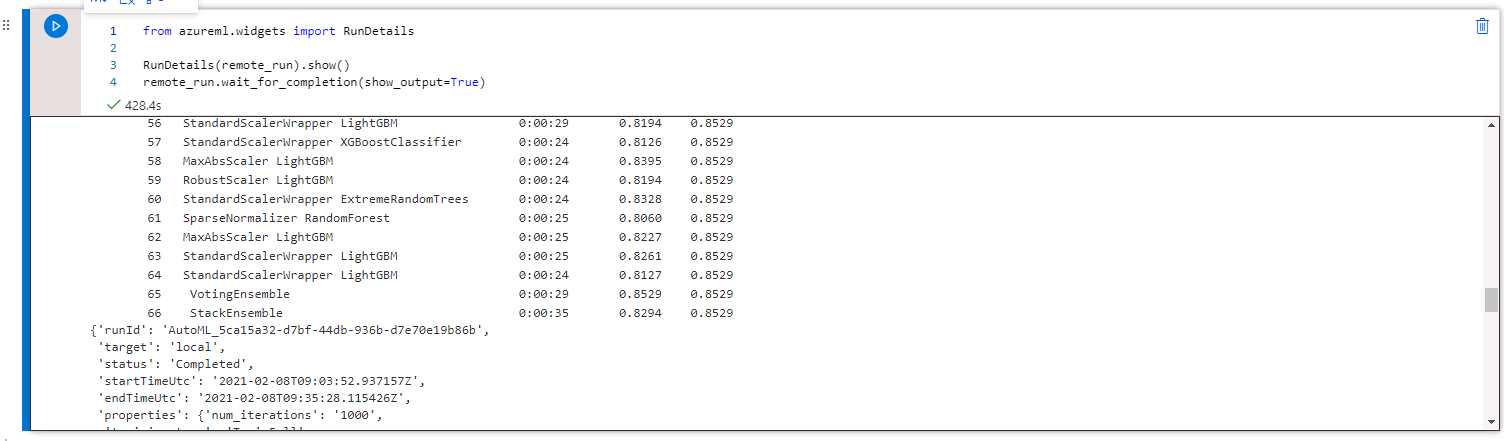 1 from azureml.widgets import RunDetails
2
3 RunDetails(remote_run).show()
4 remote_run.wait_for_completion(show_output=True)
428.4s
56 StandardScalerWrapper LightGBM 0:00:29 0.8194 0.8529
57 StandardScalerWrapper XGBoostClassifier 0:00:24 0.8126 0.8529
58 MaxAbsScaler LightGBM 0:00:24 0.8395 0.8529
59 RobustScaler LightGBM 0:00:24 0.8194 0.8529
60 StandardScalerWrapper ExtremeRandomTrees 0:00:24 0.8328 0.8529
61 SparseNormalizer RandomForest 0:00:25 0.8060 0.8529
62 MaxAbsScaler LightGBM 0:00:25 0.8227 0.8529
63 StandardScalerWrapper LightGBM 0:00:25 0.8261 0.8529
64 StandardScalerWrapper LightGBM 0:00:24 0.8127 0.8529
65 VotingEnsemble 0:00:29 0.8529 0.8529
66 StackEnsemble 0:00:35 0.8294 0.8529
{'runId': 'AutoML_5ca15a32-d7bf-44db-936b-d7e70e19b86b',
'target': 'local',
'status': 'Completed',
'startTimeUtc': '2021-02-08T09:03:52.937157Z',
'endTimeUtc': '2021-02-08T09:35:28.115426Z',
'properties': {'num_iterations': '1000',